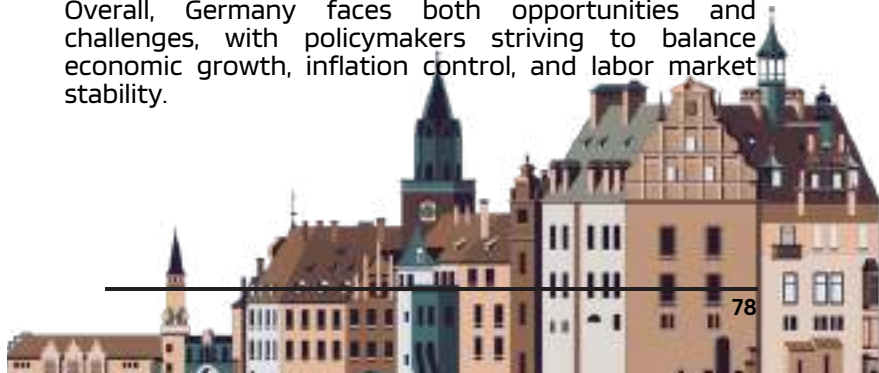 Overall, Germany faces both opportunities and
challenges, with policymakers striving to balance
economic growth, inflation control, and labor market
stability.
78